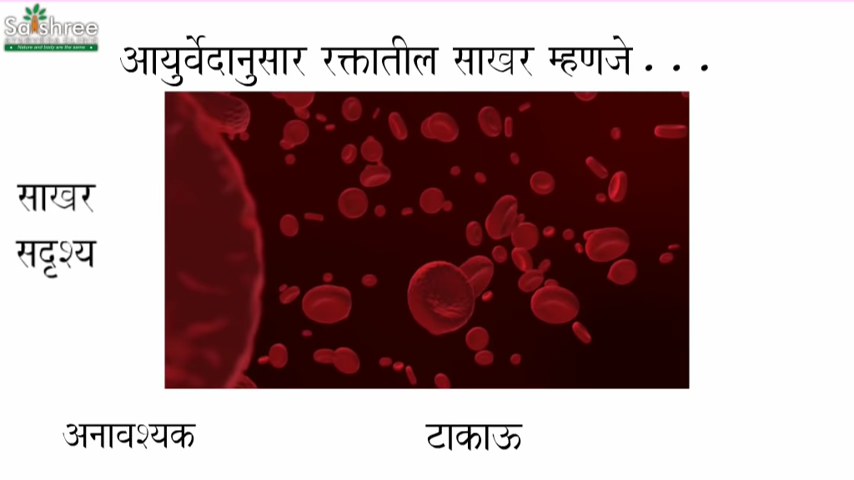 Saishree
Nature and body are the same
आयुर्वेदानुसार रक्तातील साखर म्हणजे . . .
साखर
सदृश्य
अनावश्यक टाकाऊ